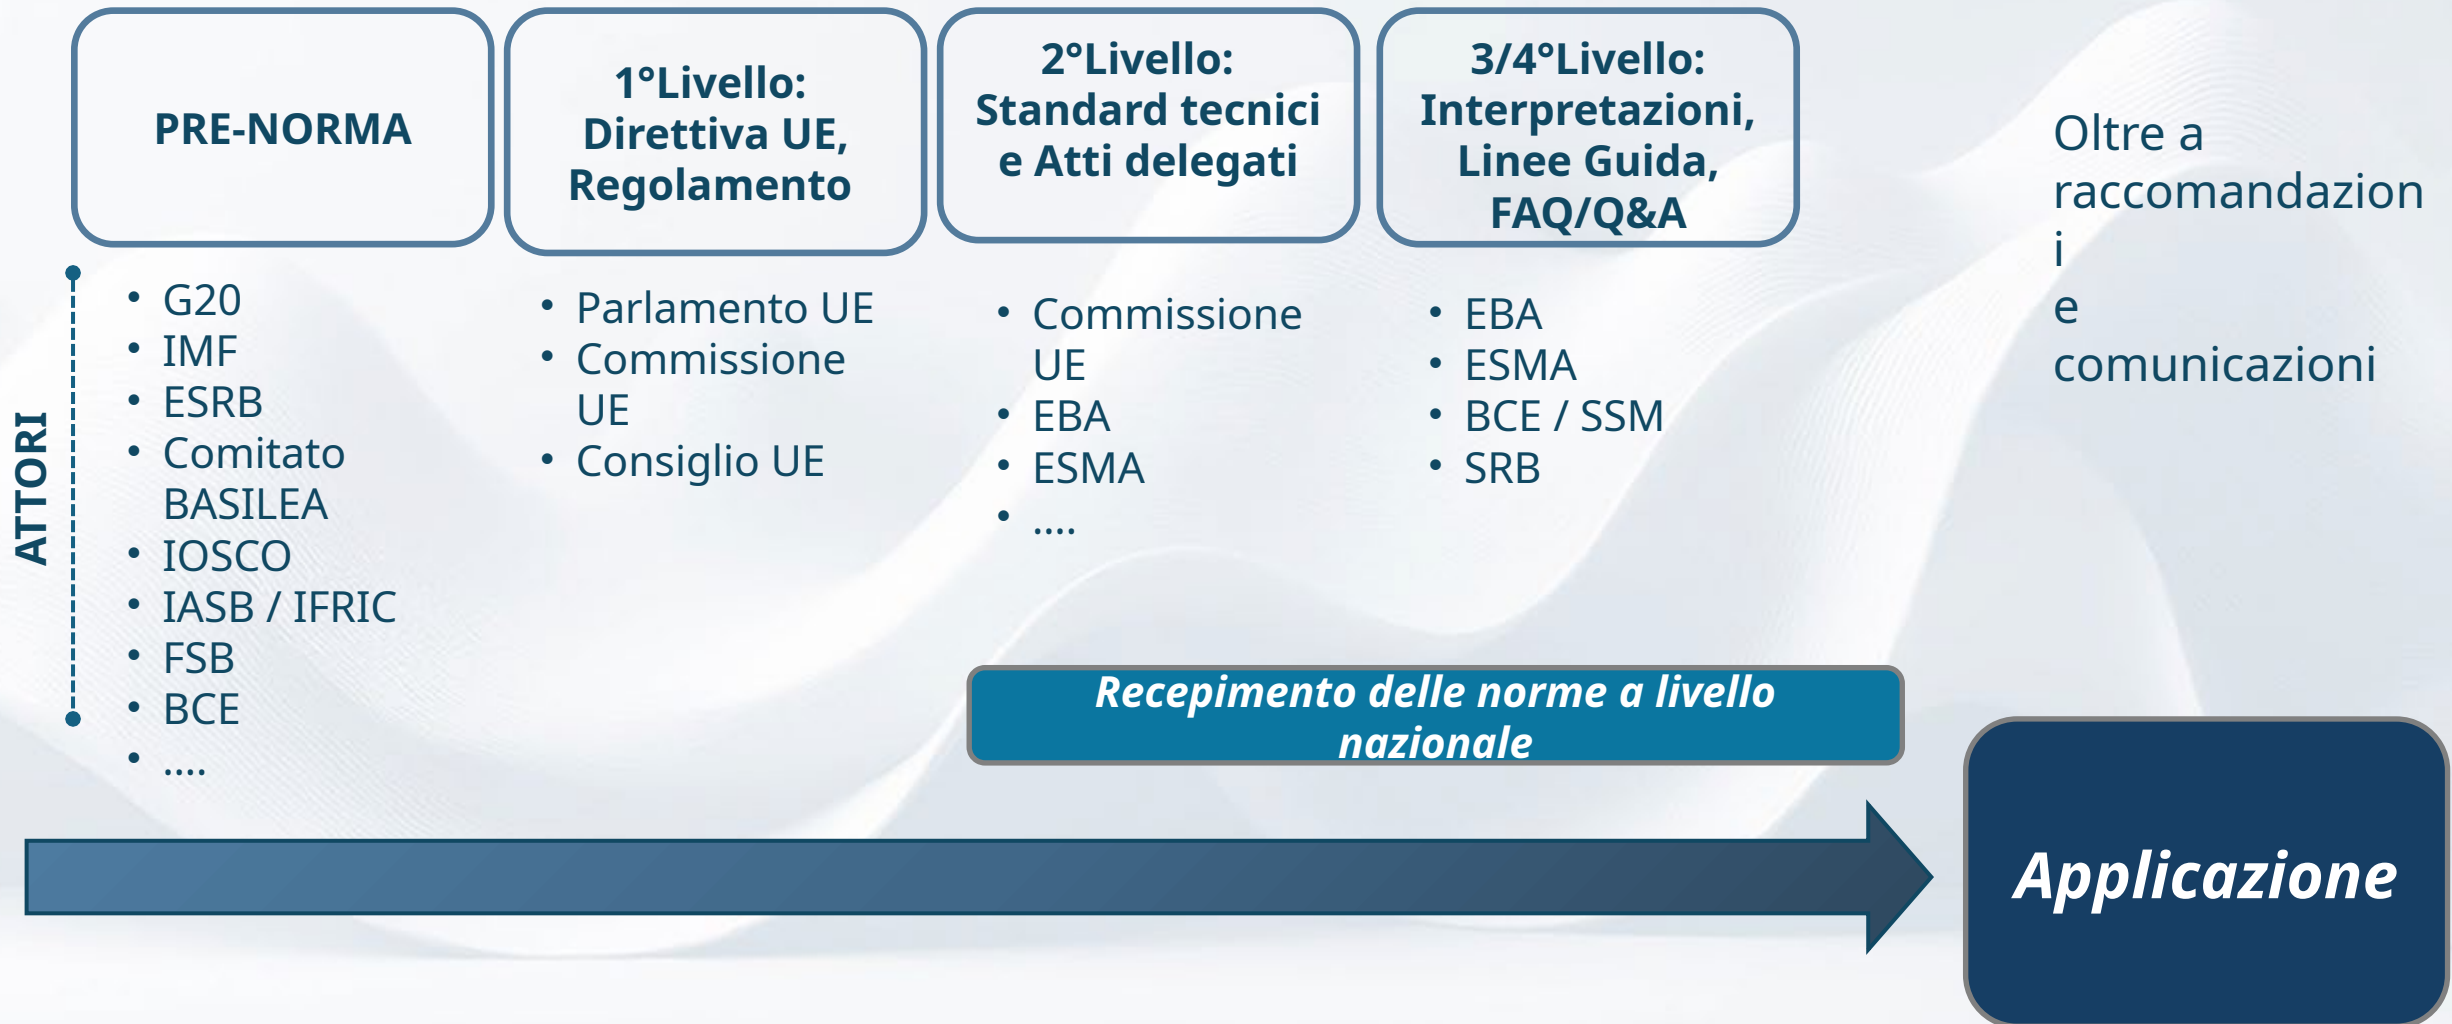 PRE-NORMA
1°Livello:
Direttiva UE,
Regolamento
2°Livello:
Standard tecnici
e Atti delegati
3/4°Livello:
Interpretazioni,
Linee Guida,
FAQ/Q&A
Oltre a
raccomandazion
i
e
comunicazioni
ATTORI
• G20
• IMF
• ESRB
• Comitato
BASILEA
• IOSCO
• IASB / IFRIC
• FSB
• BCE
• ....
• Parlamento UE
• Commissione
UE
• Consiglio UE
• Commissione
UE
• EBA
• ESMA
• ....
• EBA
• ESMA
• BCE / SSM
• SRB
Recepimento delle norme a livello
nazionale
Applicazione